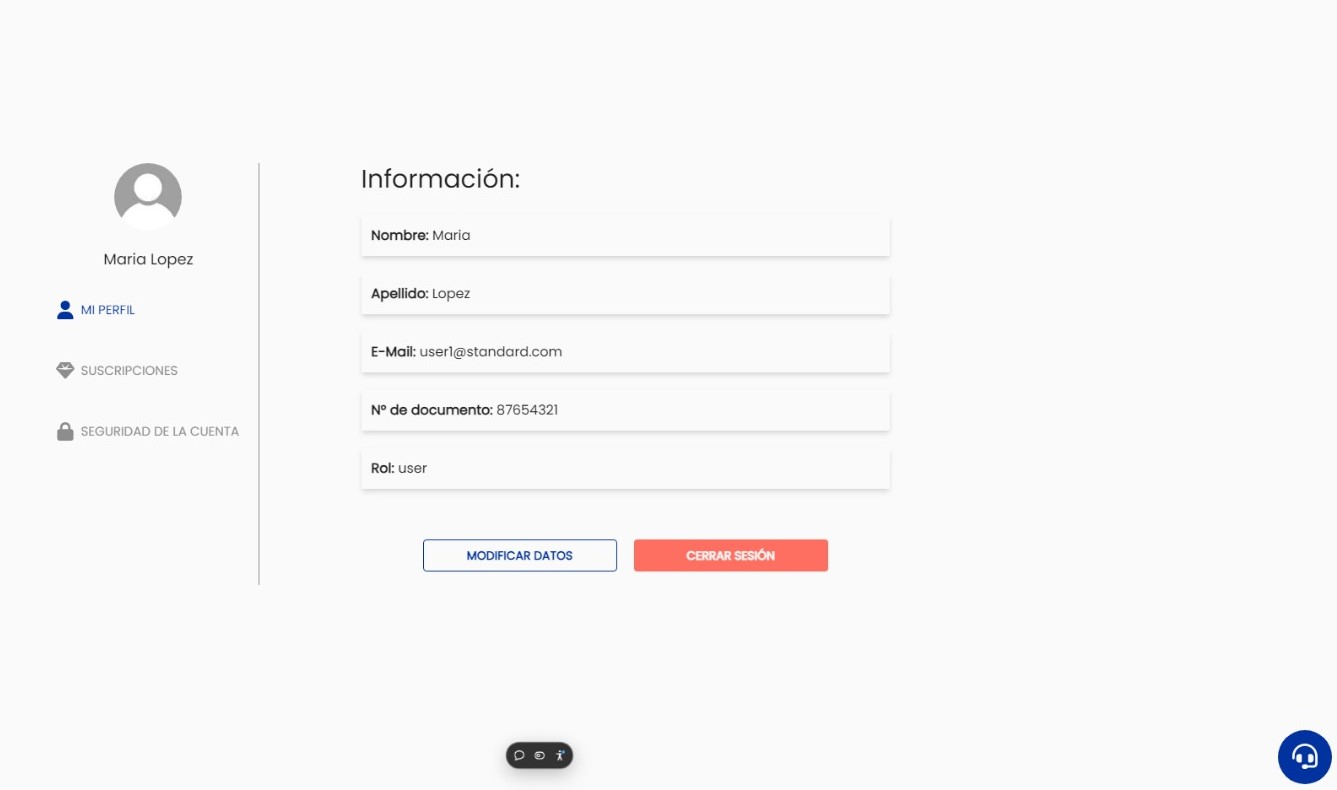 Maria Lopez
MI PERFIL
SUSCRIPCIONES
SEGURIDAD DE LA CUENTA
Información:
Nombre: Maria
Apellido: Lopez
E-Mail: user1@standard.com
Nº de documento: 87654321
Rol: user
MODIFICAR DATOS
CERRAR SESIÓN